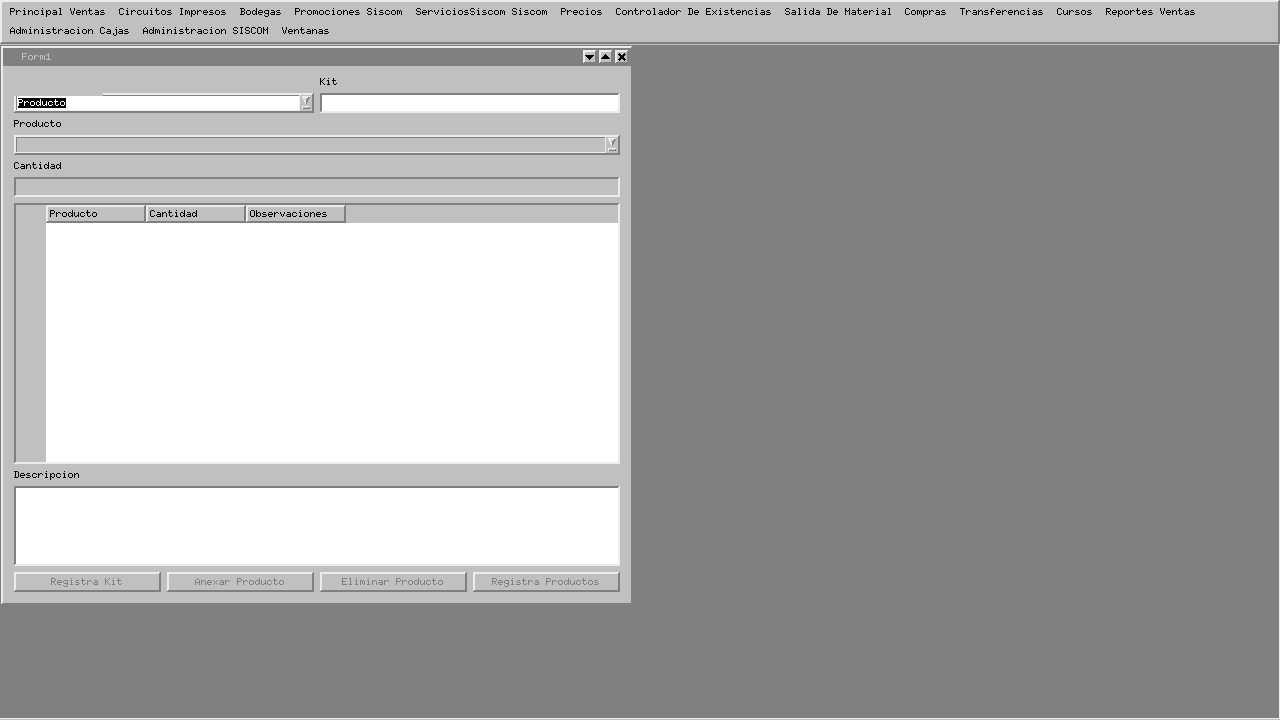 Principal Ventas Circuitos Impresos Bodegas Promociones Siscom ServiciosSiscom Siscom Precios Controlador De Existencias Salida De Material Compras Transferencias Cursos Reportes Ventas
Administracion Cajas Administracion SISCOM Ventanas
Form1
Kit
Producto
Producto
Cantidad
Producto Cantidad Observaciones
Descripcion
Registra Kit Anexar Producto Eliminar Producto Registra Productos